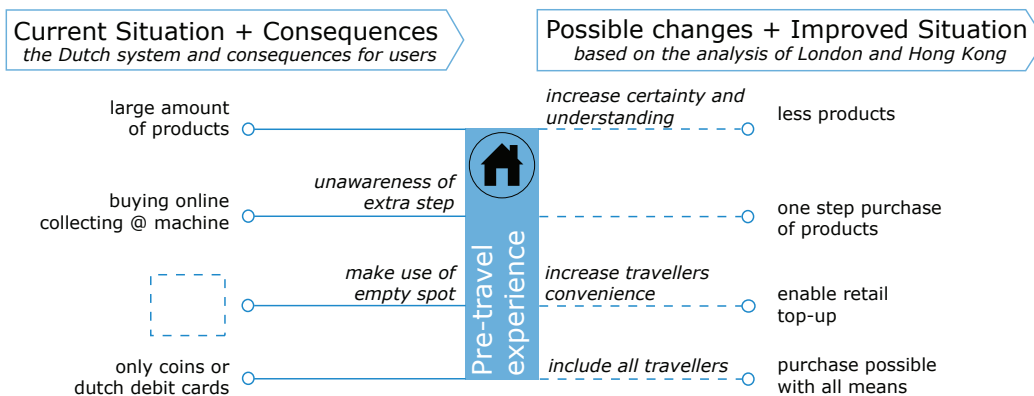 Current Situation + Consequences
the Dutch system and consequences for users
Possible changes + Improved Situation
based on the analysis of London and Hong Kong
large amount
of products
increase certainty and
understanding
less products
buying online
collecting @ machine
unawareness of
extra step
one step purchase
of products
make use of
empty spot
increase travellers
convenience
enable retail
top-up
only coins or
dutch debit cards
include all travellers
purchase possible
with all means
Pre-travel
experience